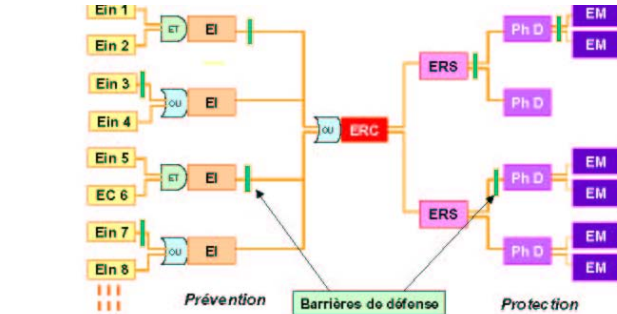 Ein 1
Ein 2
ET
EI
Ein 3
Ein 4
OU
EI
Ein 5
EC 6
ET
EI
Ein 7
Ein 8
OU
EI
OU
ERC
ERS
ERS
Ph D
EM
EM
Ph D
Ph D
EM
EM
Ph D
EM
EM
Prévention
Barrières de défense
Protection